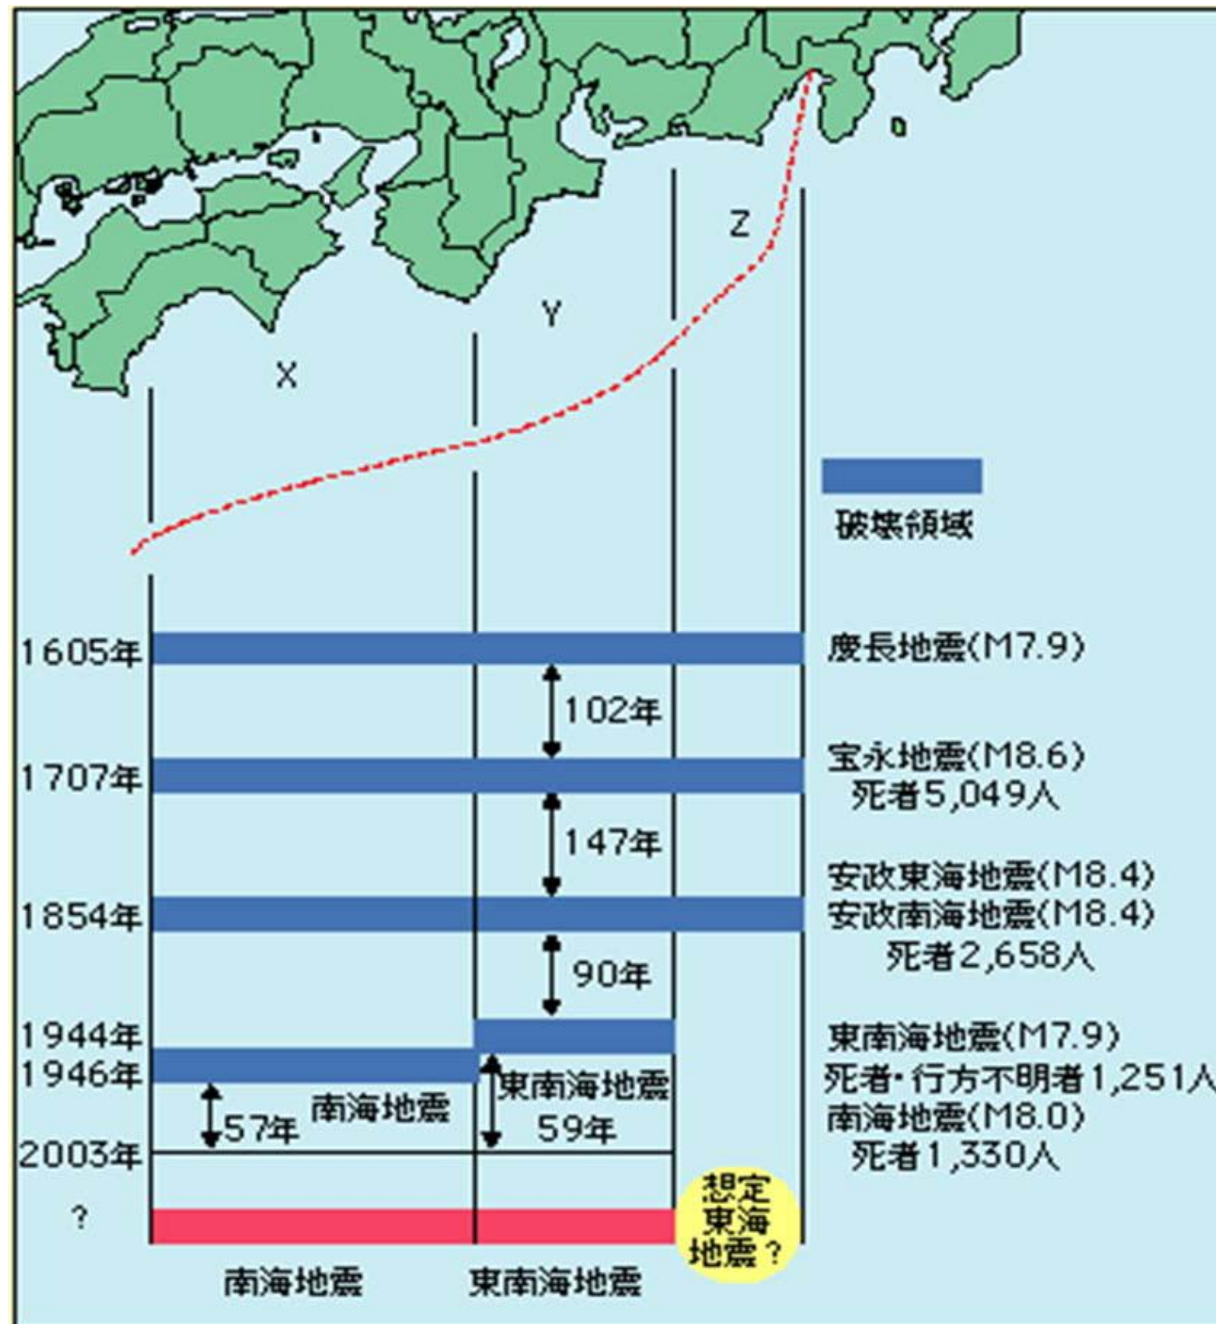 Z
Y
X
破壊領域
1605年
慶長地震(M7.9)
102年
1707年
宝永地震(M8.6)
死者5,049人
147年
安政東海地震(M8.4)
1854年
安政南海地震(M8.4)
死者2,658人
90年
1944年
東南海地震(M7.9)
1946年
死者・行方不明者1,251人
南海地震
東南海地震
南海地震(M8.0)
57年
59年
2003年
死者1,330人
?
想定
東海
地震?
南海地震
東南海地震